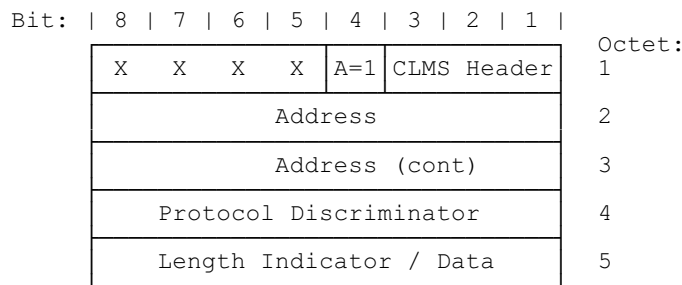 Bit: | 8 | 7 | 6 | 5 | 4 | 3 | 2 | 1 |
Octet:
X X X X A=1 CLMS Header 1
Address 2
Address (cont) 3
Protocol Discriminator 4
Length Indicator / Data 5